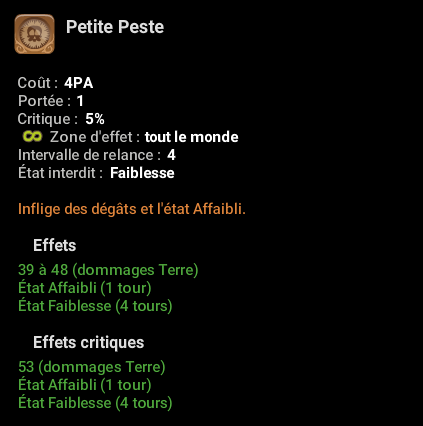 Petite Peste
Coût : 4PA
Portée : 1
Critique : 5%
Zone d'effet : tout le monde
Intervalle de relance : 4
État interdit : Faiblesse
Inflige des dégâts et l'état Affaibli.
Effets
39 à 48 (dommages Terre)
État Affaibli (1 tour)
État Faiblesse (4 tours)
Effets critiques
53 (dommages Terre)
État Affaibli (1 tour)
État Faiblesse (4 tours)